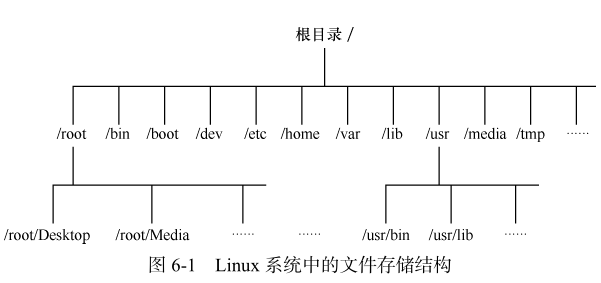 根目录 /
/root /bin /boot /dev /etc /home /var /lib /usr /media /tmp ……
/root/Desktop /root/Media …… …… /usr/bin /usr/lib ……
图 6-1 Linux 系统中的文件存储结构